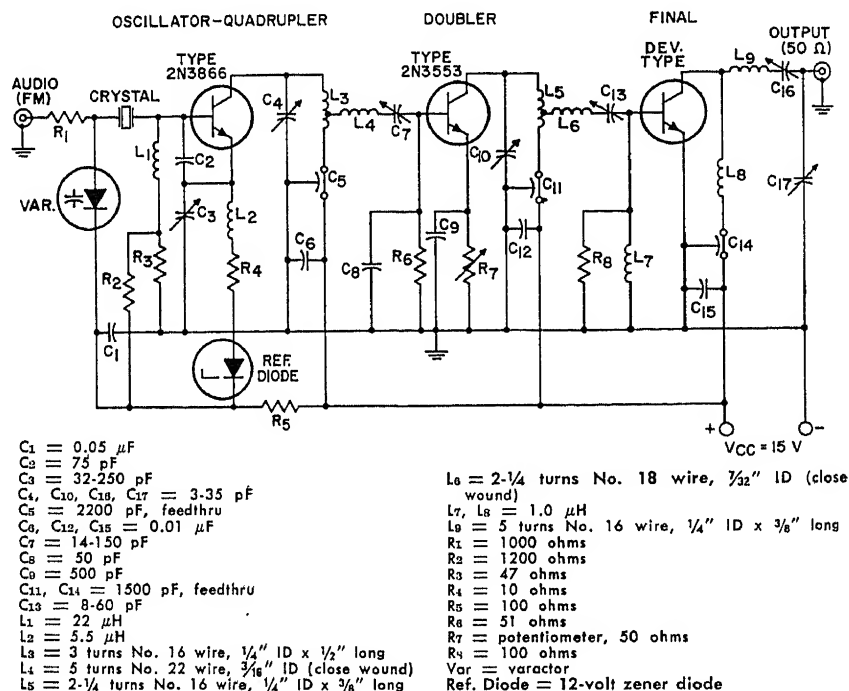 OSCILLATOR-QUADRUPLER DOUBLER FINAL
OUTPUT
(50 Ω)
TYPE
2N3866
TYPE
2N3553
DEV.
TYPE
AUDIO
(FM)
CRYSTAL
R1
L1
C2
C3
VAR.
R2
R3
L2
R4
C1
REF.
DIODE
R5
C4
L3
L4
C7
C5
C6
C8
R6
C9
R7
C10
L5
L6
C13
C11
C12
R8
L7
L9
C16
L8
C17
C14
C15
+ −
VCC = 15 V
C1 = 0.05 μF
C2 = 75 pF
C3 = 32-250 pF
C4, C10, C16, C17 = 3-35 pF
C5 = 2200 pF, feedthru
C6, C12, C15 = 0.01 μF
C7 = 14-150 pF
C8 = 50 pF
C9 = 500 pF
C11, C14 = 1500 pF, feedthru
C13 = 8-60 pF
L1 = 22 μH
L2 = 5.5 μH
L3 = 3 turns No. 16 wire, 1/4″ ID x 1/2″ long
L4 = 5 turns No. 22 wire, 3/16″ ID (close wound)
L5 = 2-1/4 turns No. 16 wire, 1/4″ ID x 3/8″ long
L6 = 2-1/4 turns No. 18 wire, 7/32″ ID (close
wound)
L7, L8 = 1.0 μH
L9 = 5 turns No. 16 wire, 1/4″ ID x 3/8″ long
R1 = 1000 ohms
R2 = 1200 ohms
R3 = 47 ohms
R4 = 10 ohms
R5 = 100 ohms
R6 = 51 ohms
R7 = potentiometer, 50 ohms
R8 = 100 ohms
Var = varactor
Ref. Diode = 12-volt zener diode